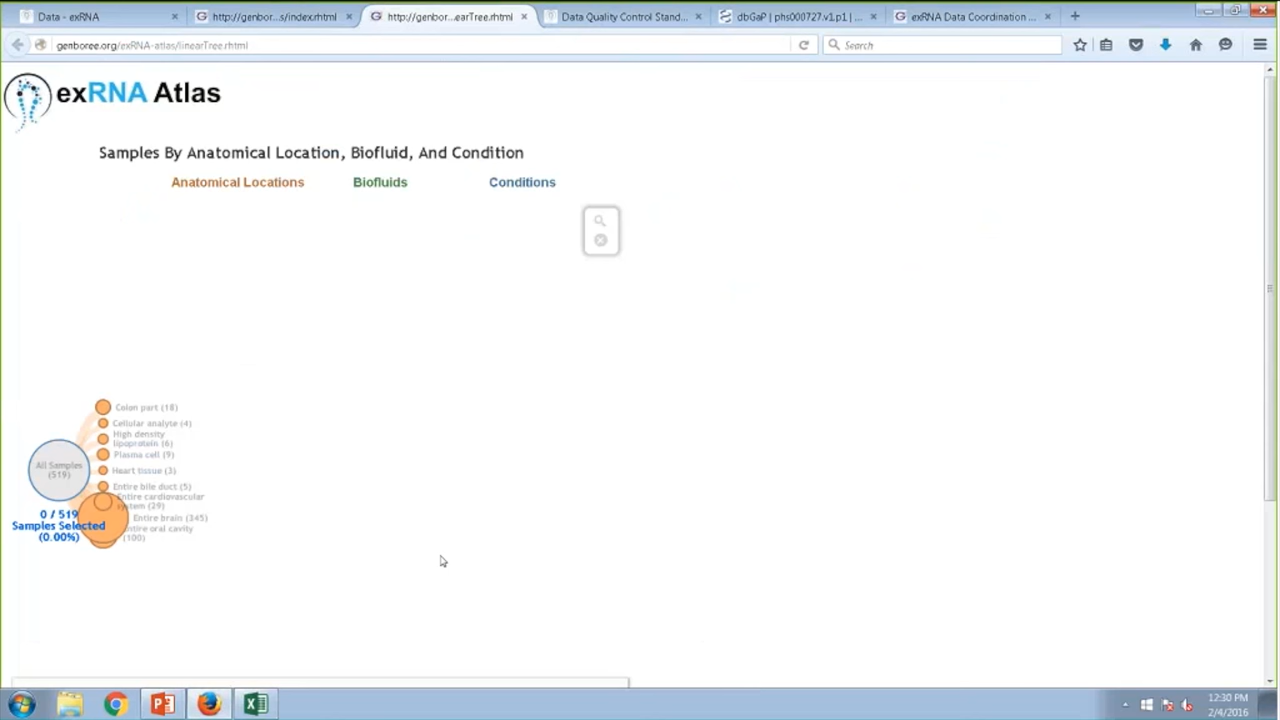 Data - exRNA
http://genbor...s/index.rhtml
http://genbor...earTree.rhtml
Data Quality Control Stand...
dbGaP | phs000727.v1.p1 | ...
exRNA Data Coordination ...
genboree.org/exRNA-atlas/linearTree.rhtml
Search
exRNA Atlas
Samples By Anatomical Location, Biofluid, And Condition
Anatomical Locations Biofluids Conditions
Colon part (18)
Cellular analyte (4)
High density
lipoprotein (6)
Plasma cell (9)
Heart tissue (3)
Entire bile duct (5)
Entire cardiovascular
system (29)
Entire brain (345)
Entire oral cavity
(100)
All Samples
(519)
0 / 519
Samples Selected
(0.00%)
12:30 PM
2/4/2016